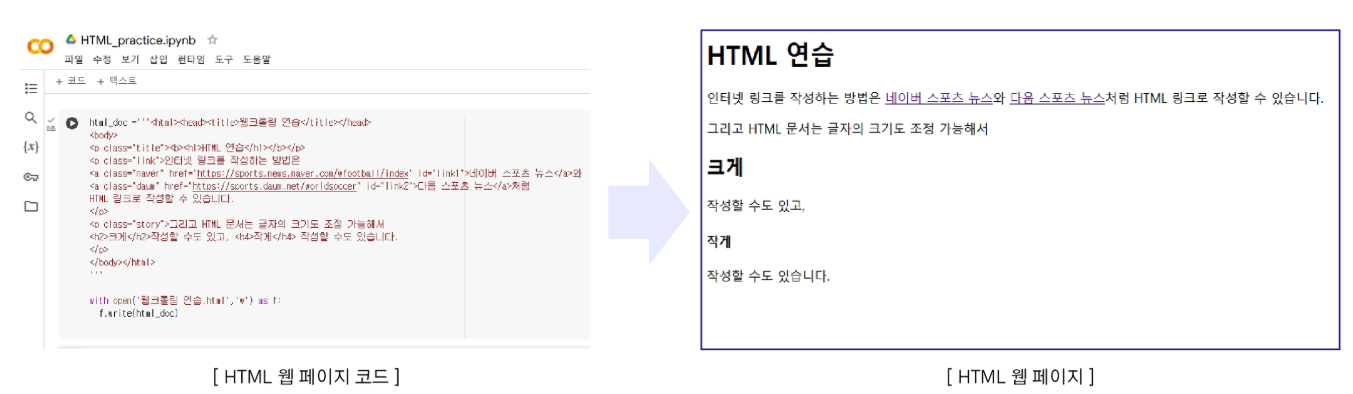 HTML_practice.ipynb
파일 수정 보기 삽입 런타임 도구 도움말
+ 코드 + 텍스트
html_doc ='''<html><head><title>웹크롤링 연습</title></head>
<body>
<p class="title"><b><h1>HTML 연습</h1></b></p>
<p class="link">인터넷 링크를 작성하는 방법은
<a class="naver" href="https://sports.news.naver.com/wfootball/index" id="link1">네이버 스포츠 뉴스</a>와
<a class="daum" href="https://sports.daum.net/worldsoccer" id="link2">다음 스포츠 뉴스</a>처럼
HTML 링크로 작성할 수 있습니다.
</p>
<p class="story">그리고 HTML 문서는 글자의 크기도 조정 가능해서
<h2>크게</h2>작성할 수도 있고, <h4>작게</h4> 작성할 수도 있습니다.
</p>
</body></html>
'''
with open('웹크롤링 연습.html','w') as f:
f.write(html_doc)
[ HTML 웹 페이지 코드 ]
HTML 연습
인터넷 링크를 작성하는 방법은 네이버 스포츠 뉴스와 다음 스포츠 뉴스처럼 HTML 링크로 작성할 수 있습니다.
그리고 HTML 문서는 글자의 크기도 조정 가능해서
크게
작성할 수도 있고,
작게
작성할 수도 있습니다.
[ HTML 웹 페이지 ]